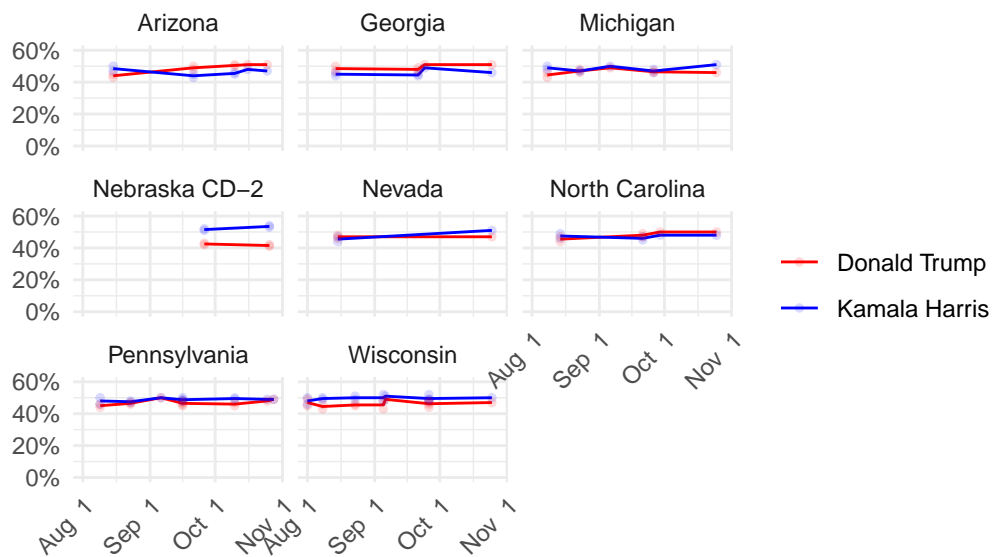 Arizona
Georgia
Michigan
60%
40%
20%
0%
Nebraska CD−2
Nevada
North Carolina
60%
40%
20%
0%
Donald Trump
Kamala Harris
Aug 1
Sep 1
Oct 1
Nov 1
Pennsylvania
Wisconsin
60%
40%
20%
0%
Aug 1
Sep 1
Oct 1
Nov 1
Aug 1
Sep 1
Oct 1
Nov 1